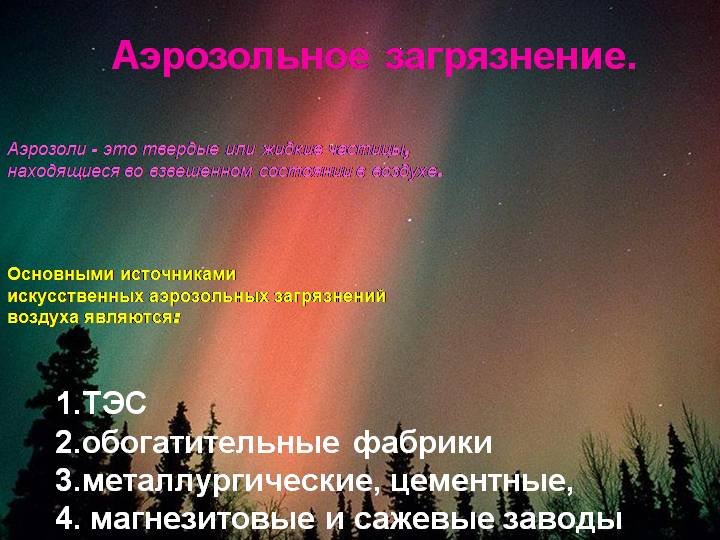 Аэрозольное загрязнение.
Аэрозоли - это твердые или жидкие частицы,
находящиеся во взвешенном состоянии в воздухе.
Основными источниками
искусственных аэрозольных загрязнений
воздуха являются:
1.ТЭС
2.обогатительные фабрики
3.металлургические, цементные,
4. магнезитовые и сажевые заводы